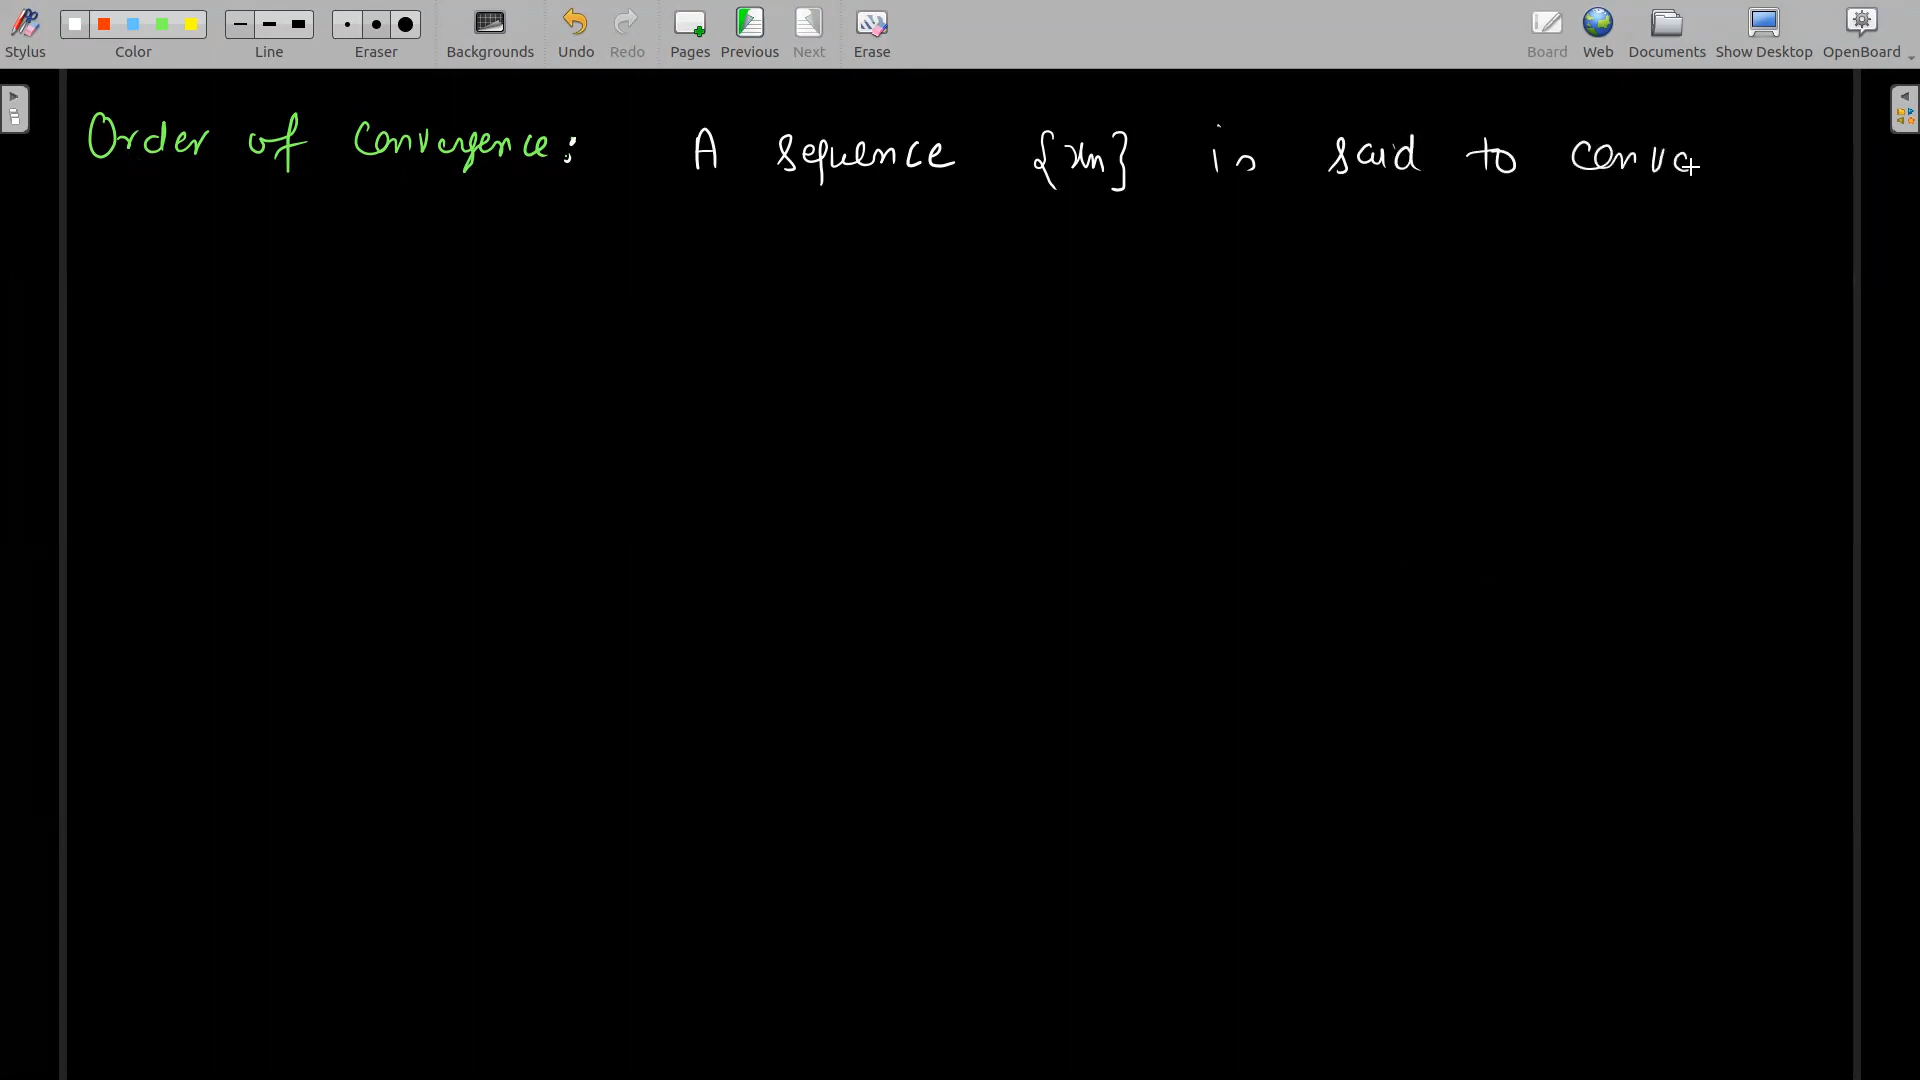 Stylus Color Line Eraser Backgrounds Undo Redo Pages Previous Next Erase Board Web Documents Show Desktop OpenBoard
Order of Convergence: A sequence {xn} is said to conve